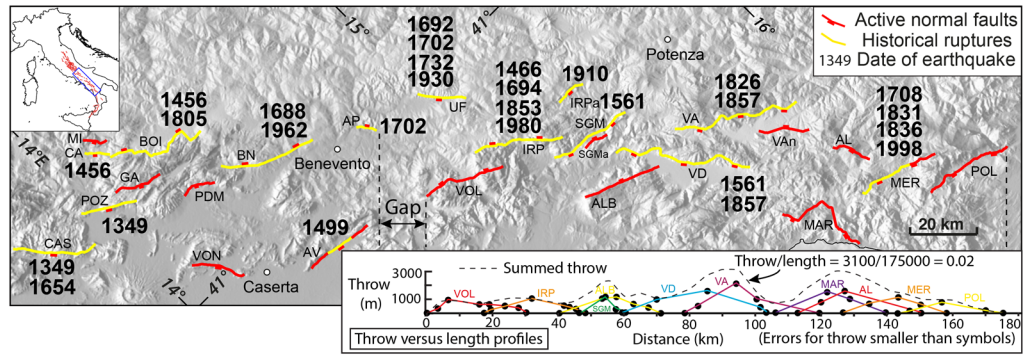 15°
41°
16°
Active normal faults
Historical ruptures
1349 Date of earthquake
1692
1702
1732
1930
UF
Potenza
1466
1694
1853
1980
IRP
1910
IRPa
1561
SGM
SGMa
1826
1857
VA
VAn
AL
1708
1831
1836
1998
MER
POL
1456
1805
BOI
MI
CA
1456
14°E
GA
POZ
1349
PDM
1688
1962
BN
AP
1702
Benevento
VOL
ALB
VD
1561
1857
MAR
20 km
Gap
CAS
1349
1654
VON
1499
AV
14°
41°
Caserta
Throw/length = 3100/175000 = 0.02
Summed throw
Throw
(m)
3000
1000
VOL
IRP
ALB
SGM
VD
VA
MAR
AL
MER
POL
0 20 40 60 80 100 120 140 160 180
Throw versus length profiles
Distance (km)
(Errors for throw smaller than symbols)